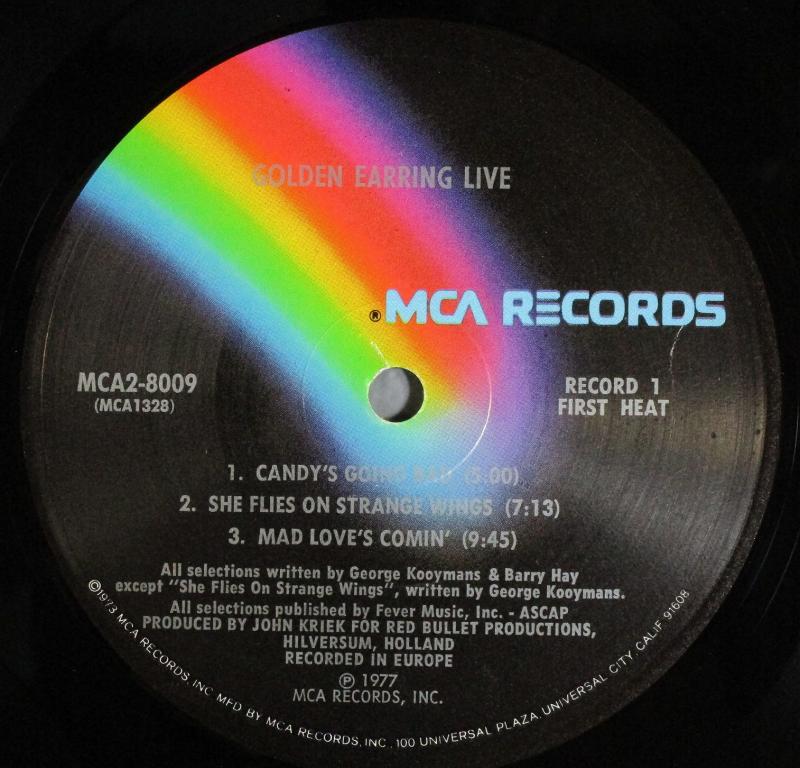 GOLDEN EARRING LIVE
®MCA RECORDS
MCA2-8009
(MCA1328)
RECORD 1
FIRST HEAT
1. CANDY'S GOING BAD (5:00)
2. SHE FLIES ON STRANGE WINGS (7:13)
3. MAD LOVE'S COMIN' (9:45)
All selections written by George Kooymans & Barry Hay
except "She Flies On Strange Wings", written by George Kooymans.
All selections published by Fever Music, Inc. - ASCAP
PRODUCED BY JOHN KRIEK FOR RED BULLET PRODUCTIONS,
HILVERSUM, HOLLAND
RECORDED IN EUROPE
℗ 1977
MCA RECORDS, INC.
©1973 MCA RECORDS, INC MFD BY MCA RECORDS, INC., 100 UNIVERSAL PLAZA, UNIVERSAL CITY, CALIF. 91608